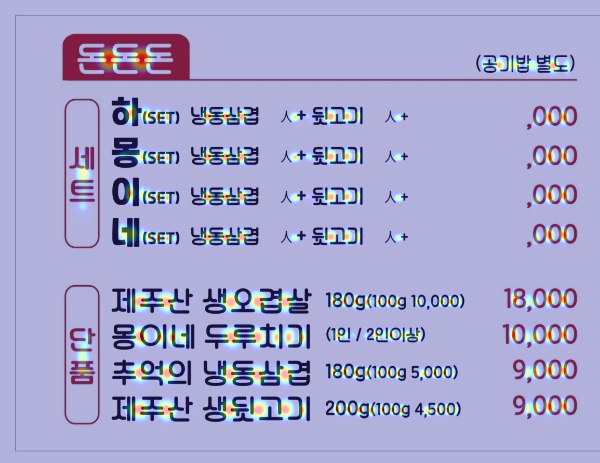 돈돈돈
(공기밥 별도)
세트
하(SET) 냉동삼겹 人+ 뒷고기 人+ ,000
몽(SET) 냉동삼겹 人+ 뒷고기 人+ ,000
이(SET) 냉동삼겹 人+ 뒷고기 人+ ,000
네(SET) 냉동삼겹 人+ 뒷고기 人+ ,000
단품
제주산 생오겹살 180g(100g 10,000) 18,000
몽이네 두루치기 (1인 / 2인이상) 10,000
추억의 냉동삼겹 180g(100g 5,000) 9,000
제주산 생뒷고기 200g(100g 4,500) 9,000